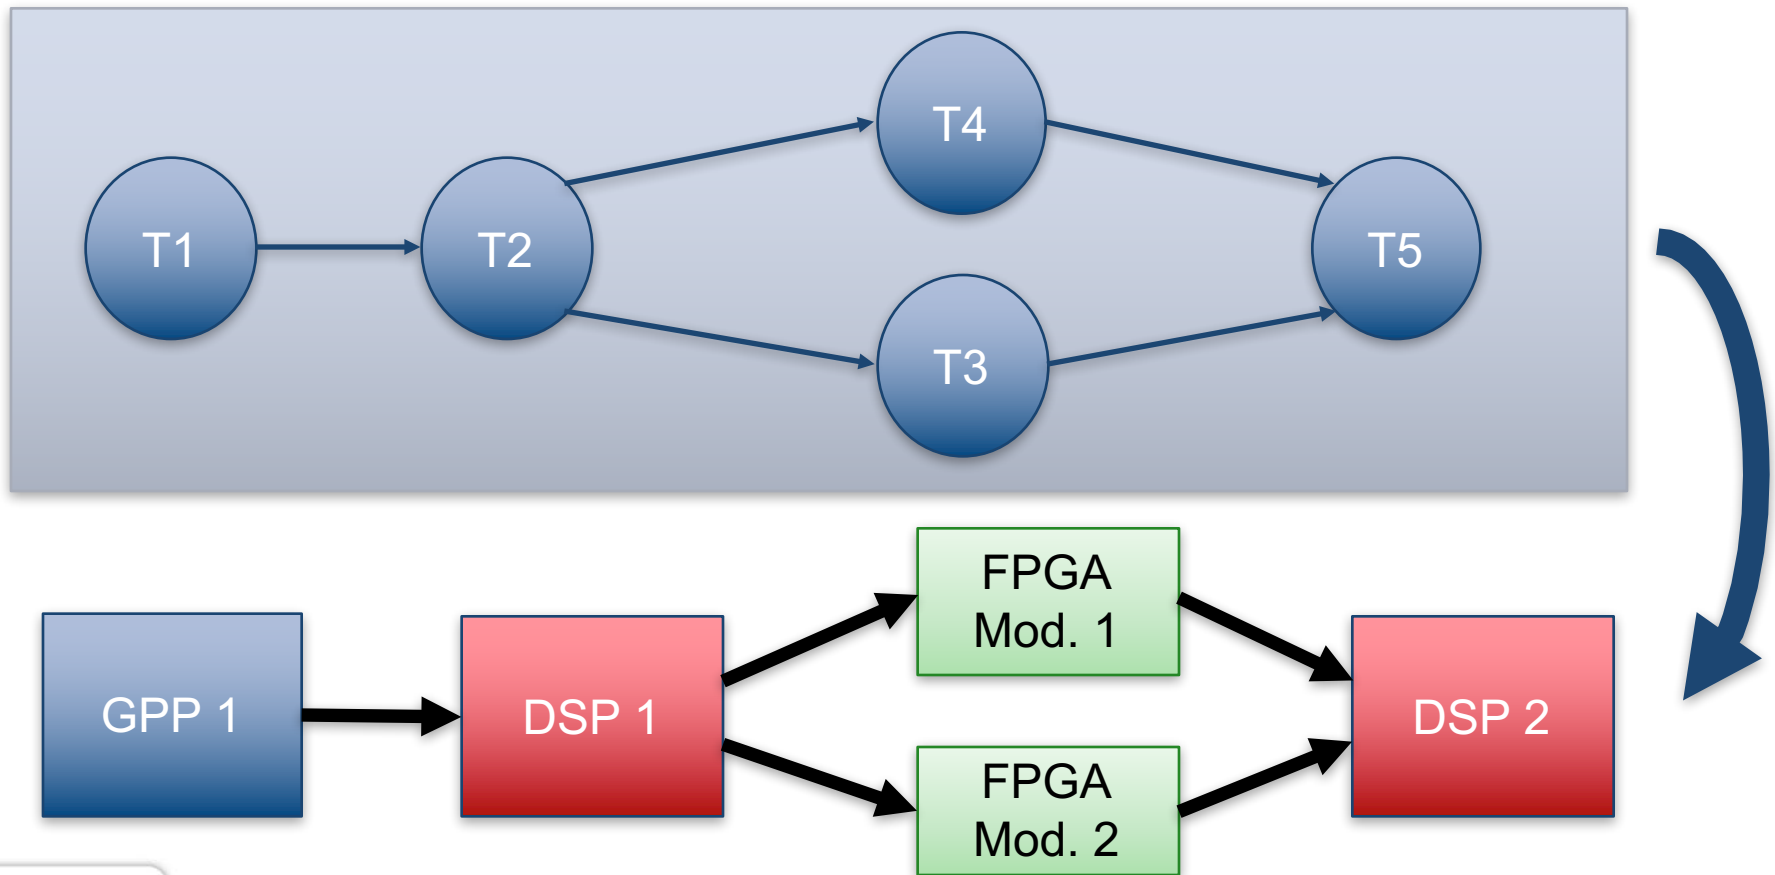 T1
T2
T4
T3
T5
GPP 1
DSP 1
FPGA
Mod. 1
FPGA
Mod. 2
DSP 2